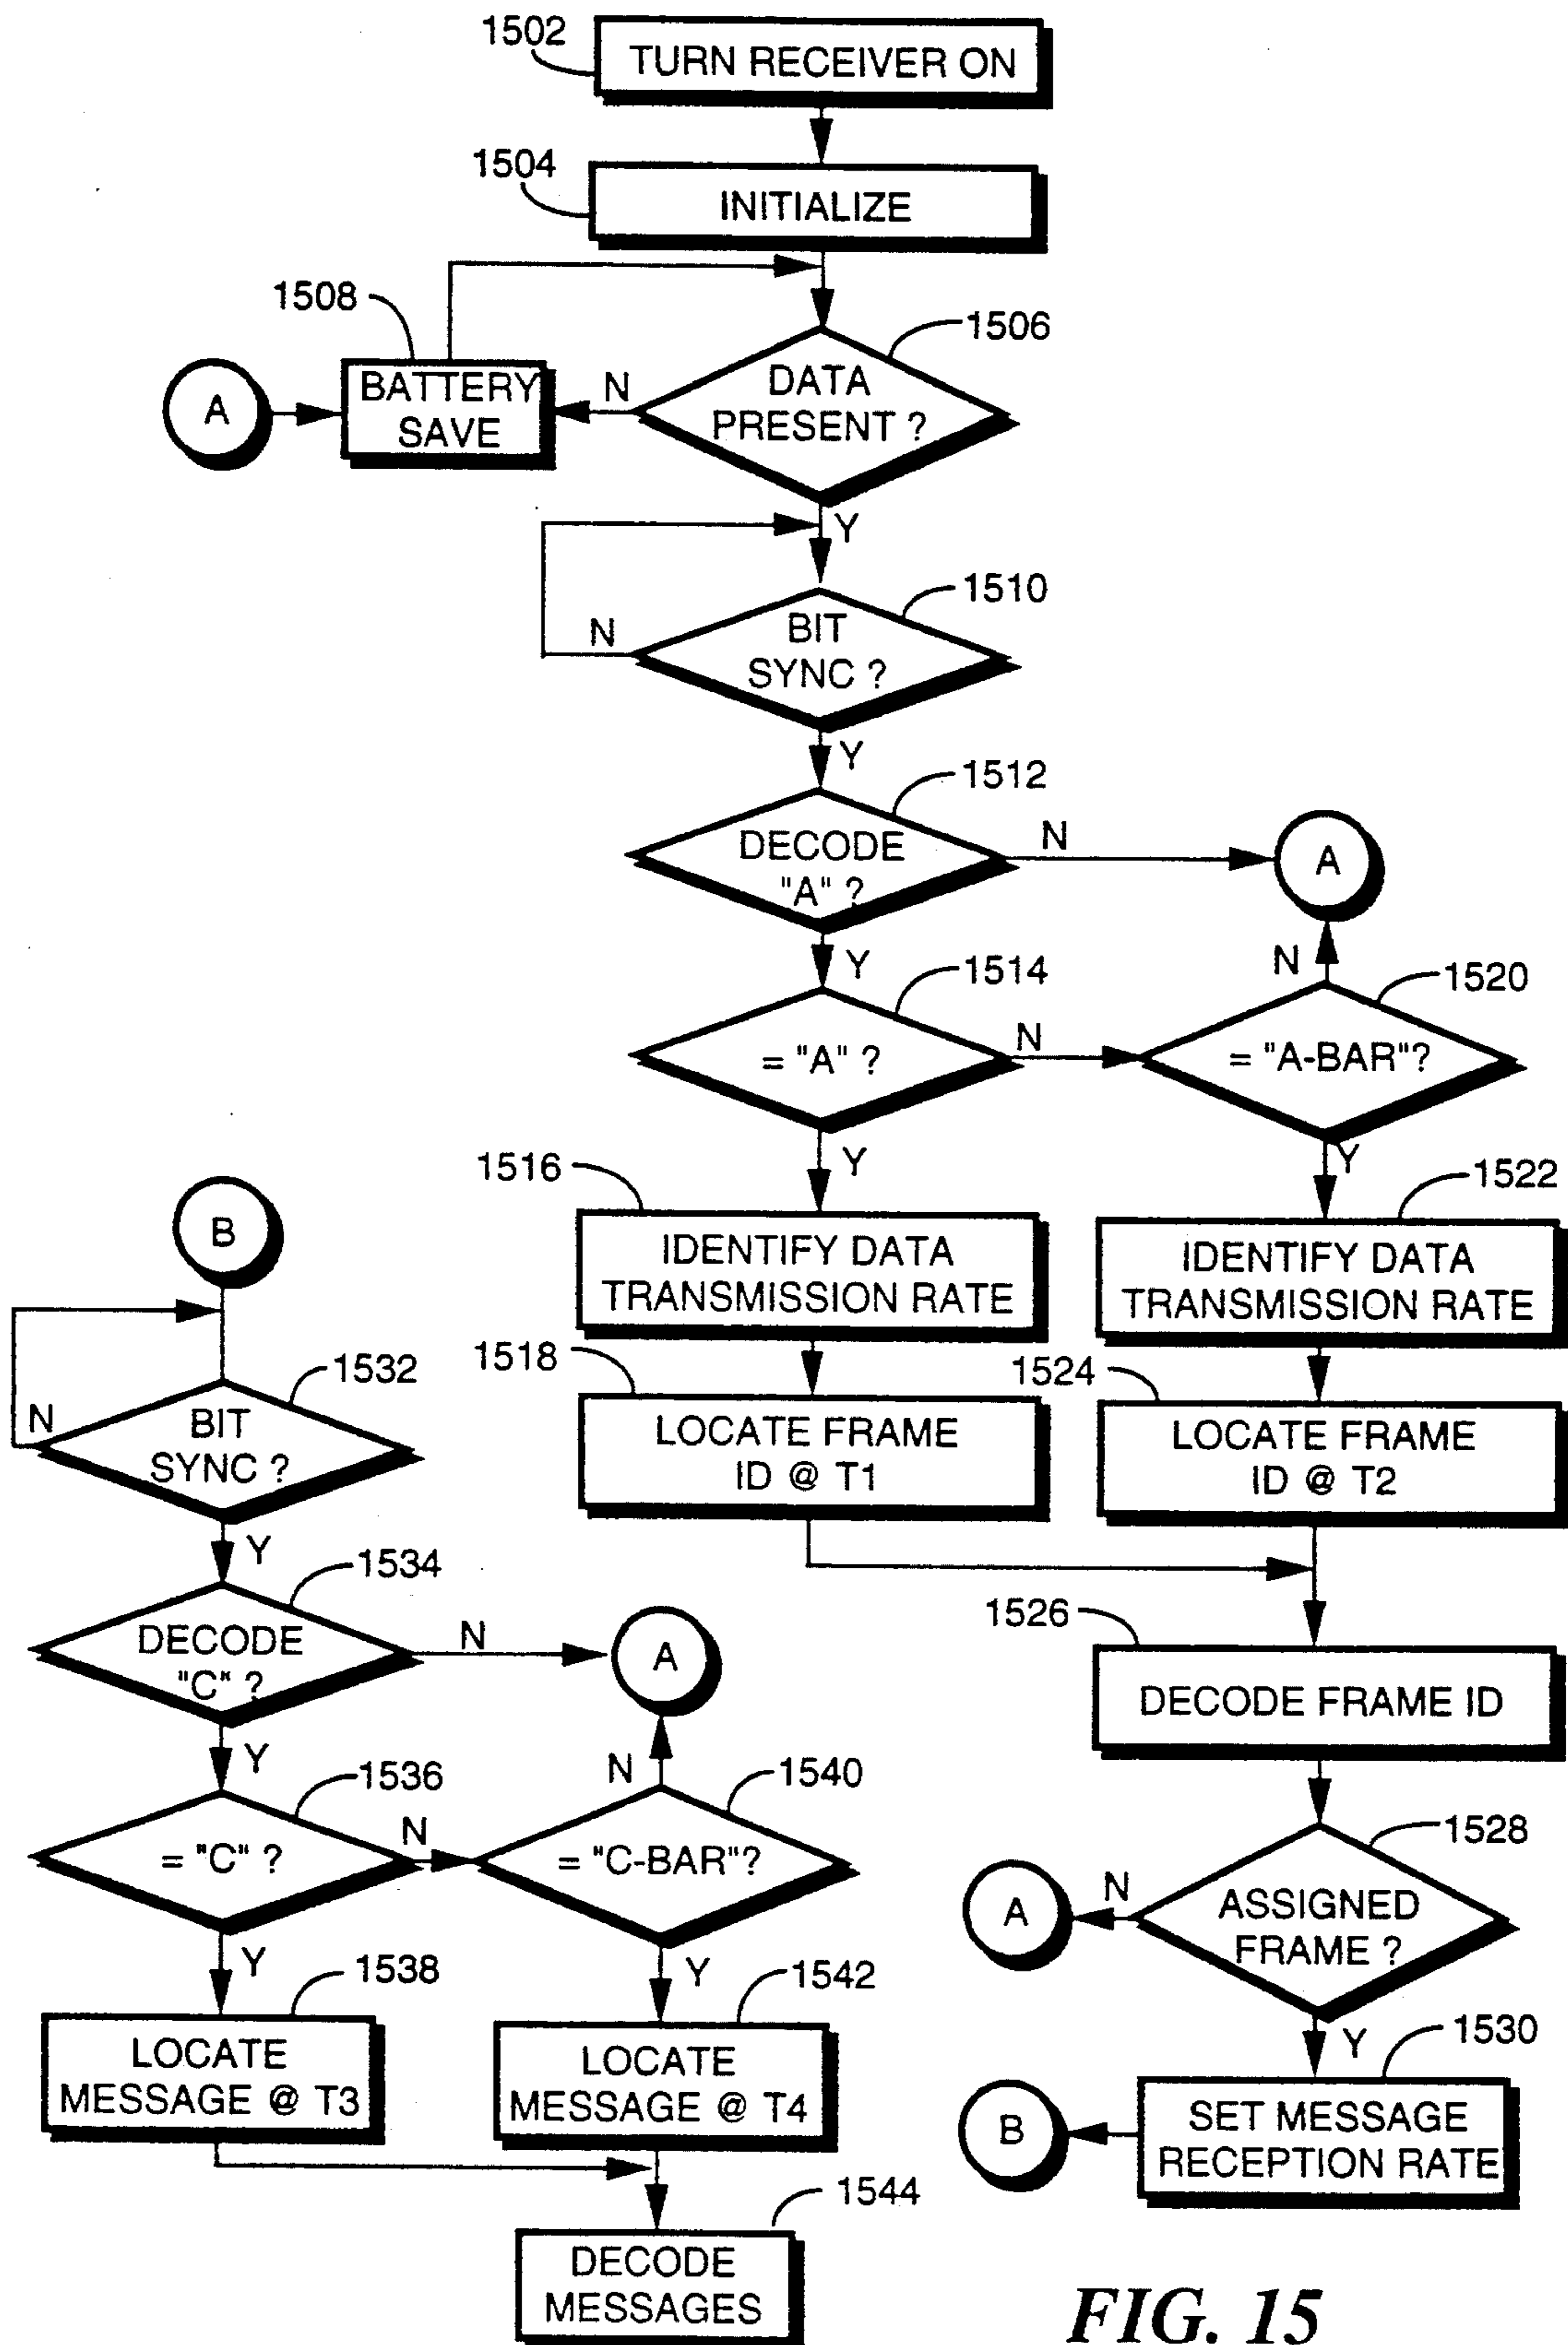 1502
TURN RECEIVER ON
1504
INITIALIZE
1508
1506
A
BATTERY
SAVE
N
DATA
PRESENT ?
Y
1510
N
BIT
SYNC ?
Y
1512
DECODE
"A" ?
N
A
Y
1514
N
1520
= "A" ?
N
= "A-BAR"?
Y
Y
1516
1522
IDENTIFY DATA
TRANSMISSION RATE
IDENTIFY DATA
TRANSMISSION RATE
1518
1524
LOCATE FRAME
ID @ T1
LOCATE FRAME
ID @ T2
1526
DECODE FRAME ID
1528
A
N
ASSIGNED
FRAME ?
Y
1530
B
SET MESSAGE
RECEPTION RATE
B
1532
N
BIT
SYNC ?
Y
1534
DECODE
"C" ?
N
A
Y
1536
N
1540
= "C" ?
N
= "C-BAR"?
Y
1538
Y
1542
LOCATE
MESSAGE @ T3
LOCATE
MESSAGE @ T4
1544
DECODE
MESSAGES
FIG. 15